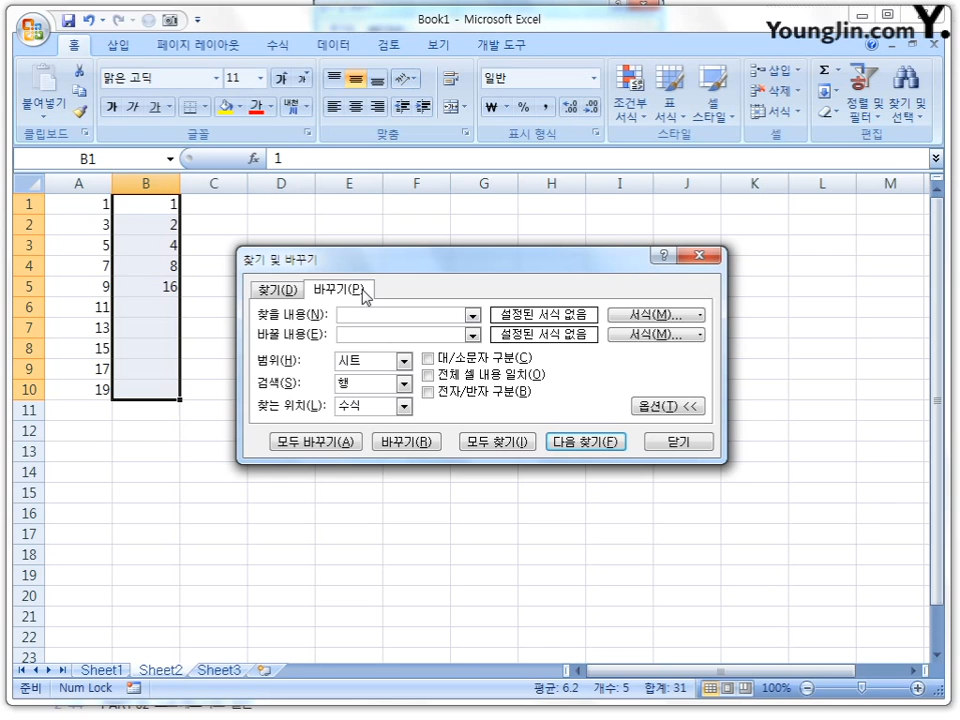 Book1 - Microsoft Excel
YoungJin.com Y.
홈 삽입 페이지 레이아웃 수식 데이터 검토 보기 개발 도구
붙여넣기 맑은 고딕 11 가 가 일반 조건부 서식 표 서식 셀 스타일 삽입 삭제 서식 Σ 정렬 및 필터 찾기 및 선택
가 가 가 가 내천 ₩ % ,
클립보드 글꼴 맞춤 표시 형식 스타일 셀 편집
B1 fx 1
A B C D E F G H I J K L M
1 1 1
2 3 2
3 5 4
4 7 8
5 9 16
6 11
7 13
8 15
9 17
10 19
11
12
13
14
15
16
17
18
19
20
21
22
23
찾기 및 바꾸기
찾기(D) 바꾸기(P)
찾을 내용(N): 설정된 서식 없음 서식(M)...
바꿀 내용(E): 설정된 서식 없음 서식(M)...
범위(H): 시트 대/소문자 구분(C)
검색(S): 행 전체 셀 내용 일치(O)
찾는 위치(L): 수식 전자/반자 구분(B)
옵션(T) <<
모두 바꾸기(A) 바꾸기(R) 모두 찾기(I) 다음 찾기(F) 닫기
Sheet1 Sheet2 Sheet3
준비 Num Lock 평균: 6.2 개수: 5 합계: 31 100%